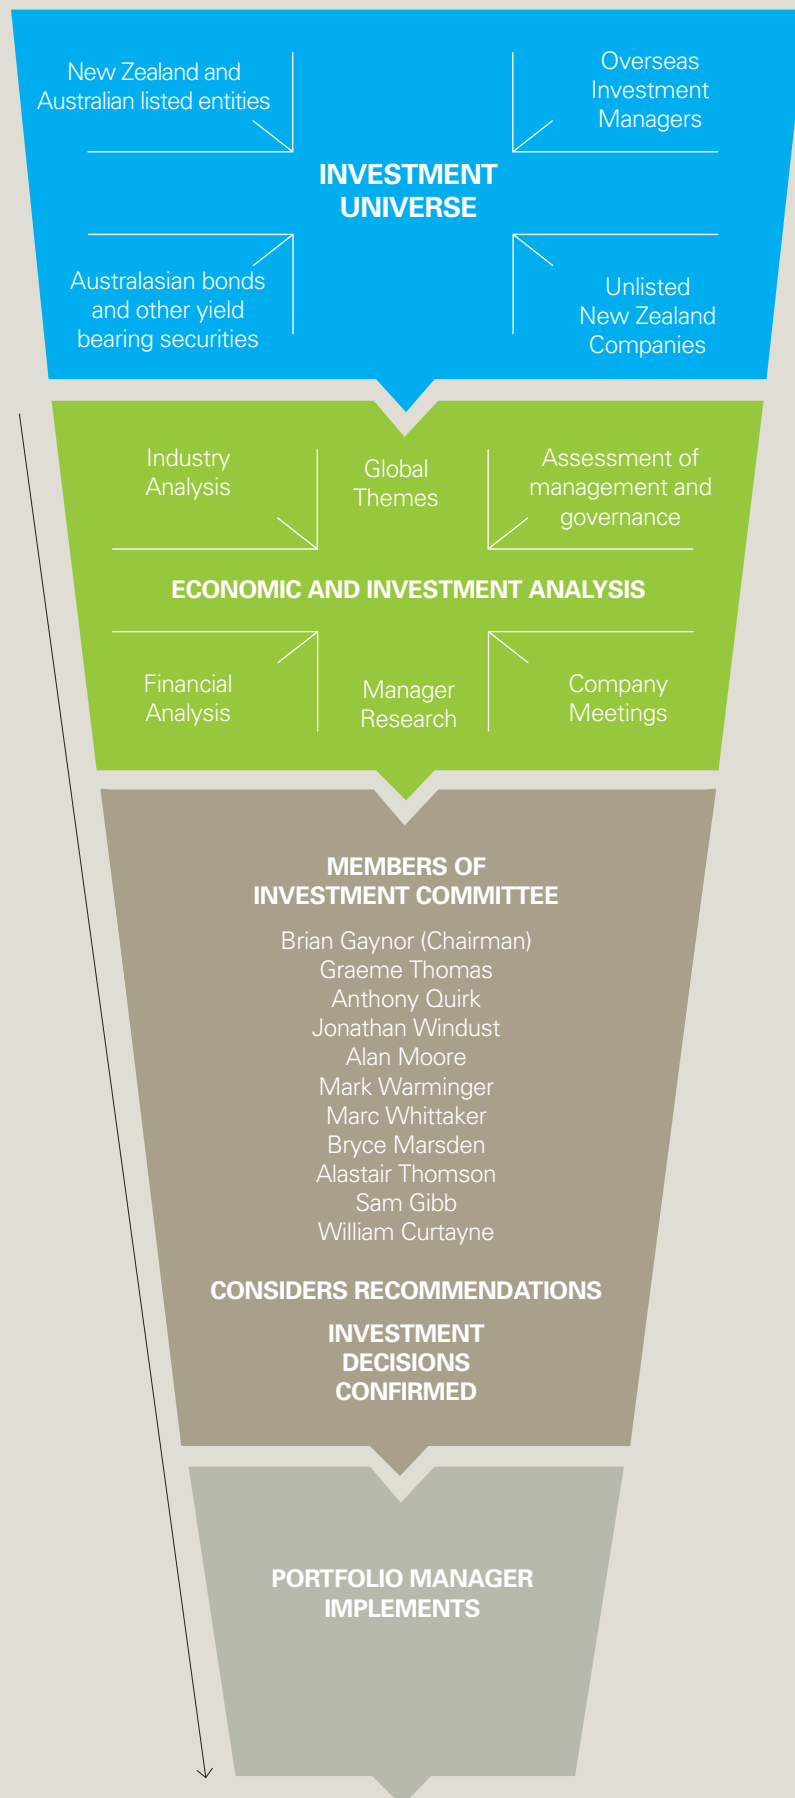 New Zealand and
Australian listed entities
Overseas
Investment
Managers
INVESTMENT
UNIVERSE
Australasian bonds
and other yield
bearing securities
Unlisted
New Zealand
Companies
Industry
Analysis
Global
Themes
Assessment of
management and
governance
ECONOMIC AND INVESTMENT ANALYSIS
Financial
Analysis
Manager
Research
Company
Meetings
MEMBERS OF
INVESTMENT COMMITTEE
Brian Gaynor (Chairman)
Graeme Thomas
Anthony Quirk
Jonathan Windust
Alan Moore
Mark Warminger
Marc Whittaker
Bryce Marsden
Alastair Thomson
Sam Gibb
William Curtayne
CONSIDERS RECOMMENDATIONS
INVESTMENT
DECISIONS
CONFIRMED
PORTFOLIO MANAGER
IMPLEMENTS